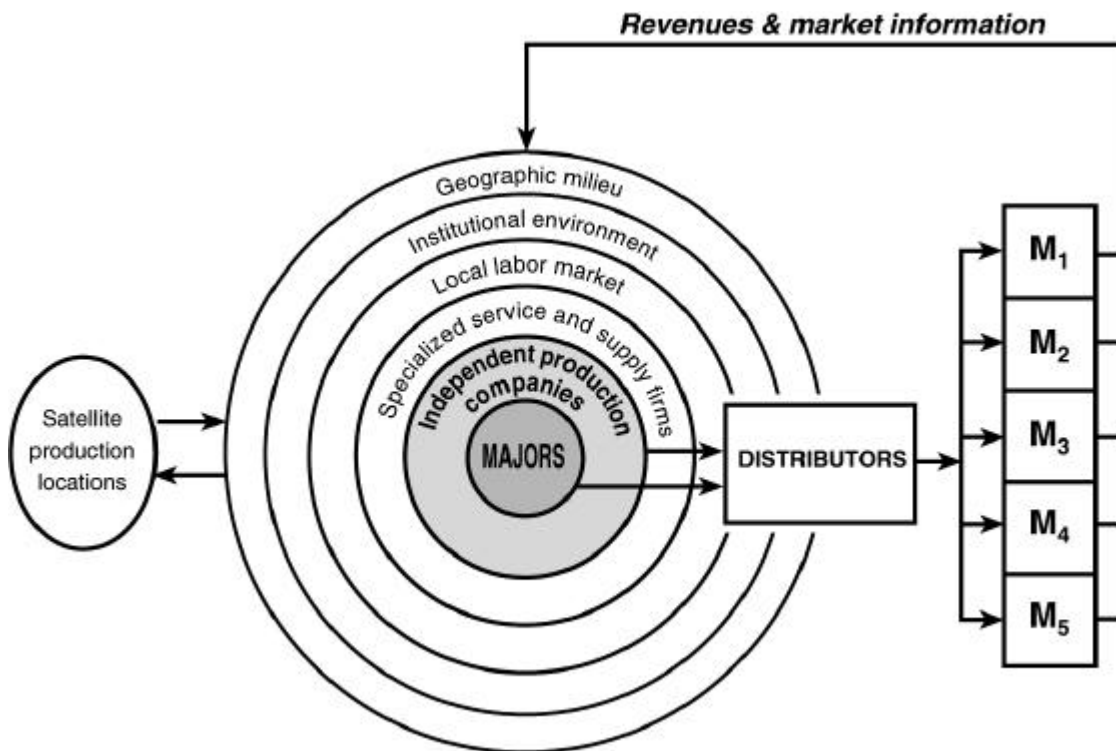 Revenues & market information
Geographic milieu
Institutional environment
Local labor market
Specialized service and supply firms
Independent production
companies
MAJORS
Satellite
production
locations
DISTRIBUTORS
M₁
M₂
M₃
M₄
M₅